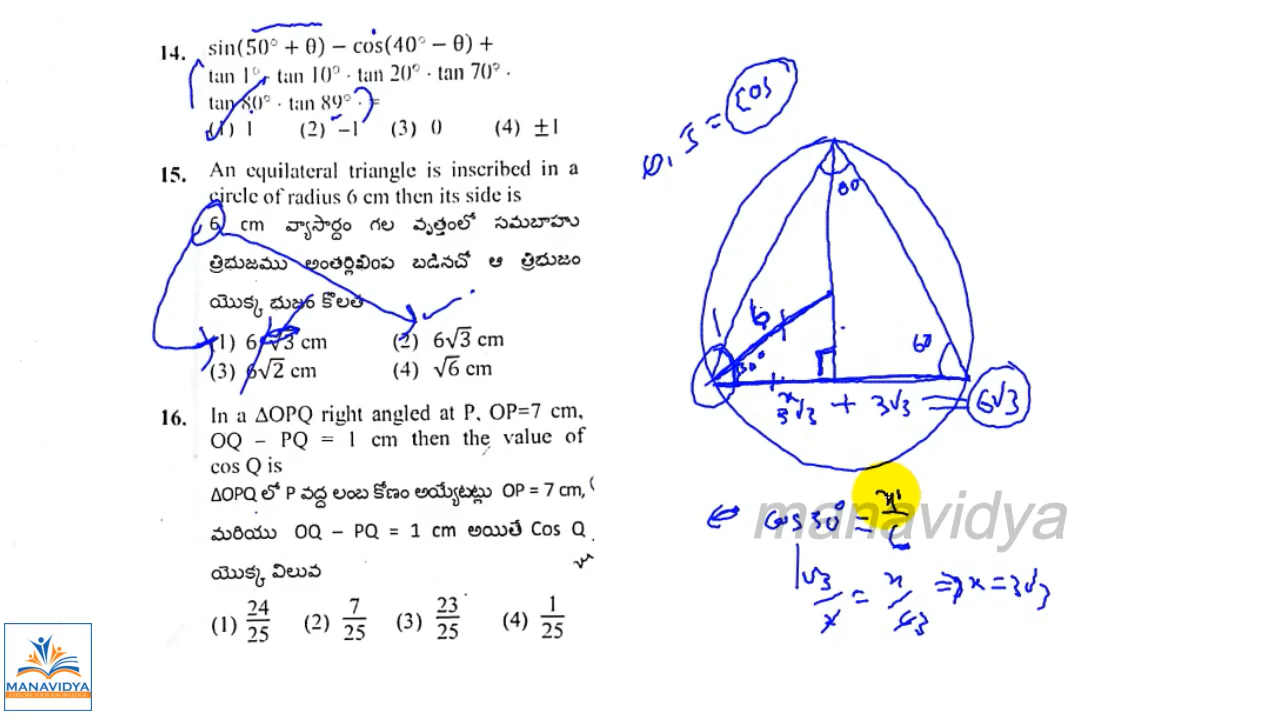 14. sin(50° + θ) − cos(40° − θ) +
tan 1° · tan 10° · tan 20° · tan 70° ·
tan 80° · tan 89° · =
(1) 1 (2) −1 (3) 0 (4) ±1
15. An equilateral triangle is inscribed in a
circle of radius 6 cm then its side is
6 cm వ్యాసార్ధం గల వృత్తంలో సమబాహు
త్రిభుజము అంతర్లిఖింప బడినచో ఆ త్రిభుజం
యొక్క భుజం కొలత
(1) 6/√3 cm (2) 6√3 cm
(3) 6√2 cm (4) √6 cm
16. In a ΔOPQ right angled at P, OP=7 cm,
OQ − PQ = 1 cm then the value of
cos Q is
ΔOPQ లో P వద్ద లంబ కోణం అయ్యేటట్లు OP = 7 cm,
మరియు OQ − PQ = 1 cm అయితే Cos Q
యొక్క విలువ
(1) 24/25 (2) 7/25 (3) 23/25 (4) 1/25
cos
60
6
30°
60
x
3√3 + 3√3 = 6√3
cos 30° = x/6
√3/2 = x/6 3 ⇒ x = 3√3
manavidya
MANAVIDYA